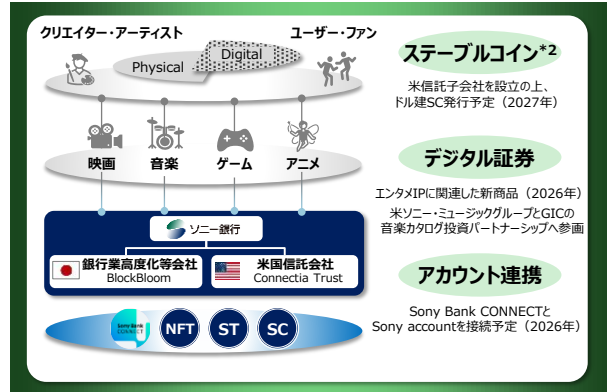 クリエイター・アーティスト
ユーザー・ファン
Physical
Digital
映画
音楽
ゲーム
アニメ
ソニー銀行
銀行業高度化等会社
BlockBloom
米国信託会社
Connectia Trust
Sony Bank
CONNECT
NFT
ST
SC
ステーブルコイン*2
米信託子会社を設立の上、
ドル建SC発行予定（2027年）
デジタル証券
エンタメIPに関連した新商品（2026年）
米ソニー・ミュージックグループとGICの
音楽カタログ投資パートナーシップへ参画
アカウント連携
Sony Bank CONNECTと
Sony accountを接続予定（2026年）